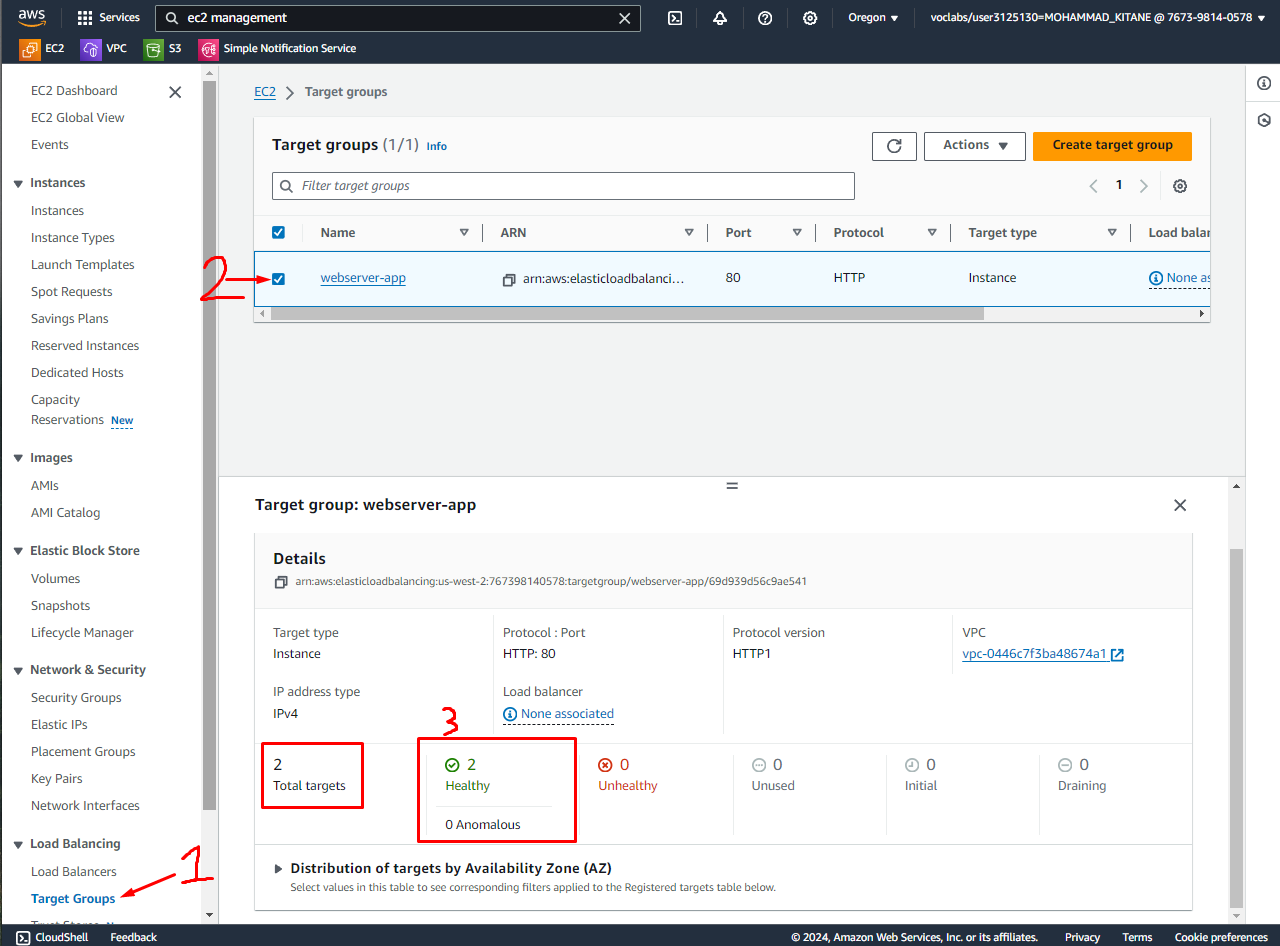 aws Services ec2 management Oregon voclabs/user3125130=MOHAMMAD_KITANE @ 7673-9814-0578
EC2 VPC S3 Simple Notification Service
EC2 Dashboard
EC2 Global View
Events
Instances
Instances
Instance Types
Launch Templates
Spot Requests
Savings Plans
Reserved Instances
Dedicated Hosts
Capacity
Reservations New
Images
AMIs
AMI Catalog
Elastic Block Store
Volumes
Snapshots
Lifecycle Manager
Network & Security
Security Groups
Elastic IPs
Placement Groups
Key Pairs
Network Interfaces
Load Balancing
Load Balancers
1
Target Groups
EC2 Target groups
Target groups (1/1) Info Actions Create target group
Filter target groups 1
Name ARN Port Protocol Target type Load balan
2
webserver-app arn:aws:elasticloadbalanci... 80 HTTP Instance None as
Target group: webserver-app
Details
arn:aws:elasticloadbalancing:us-west-2:767398140578:targetgroup/webserver-app/69d939d56c9ae541
Target type Protocol : Port Protocol version VPC
Instance HTTP: 80 HTTP1 vpc-0446c7f3ba48674a1
IP address type Load balancer
IPv4 None associated
3
2 2 0 0 0 0
Total targets Healthy Unhealthy Unused Initial Draining
0 Anomalous
Distribution of targets by Availability Zone (AZ)
Select values in this table to see corresponding filters applied to the Registered targets table below.
CloudShell Feedback © 2024, Amazon Web Services, Inc. or its affiliates. Privacy Terms Cookie preferences